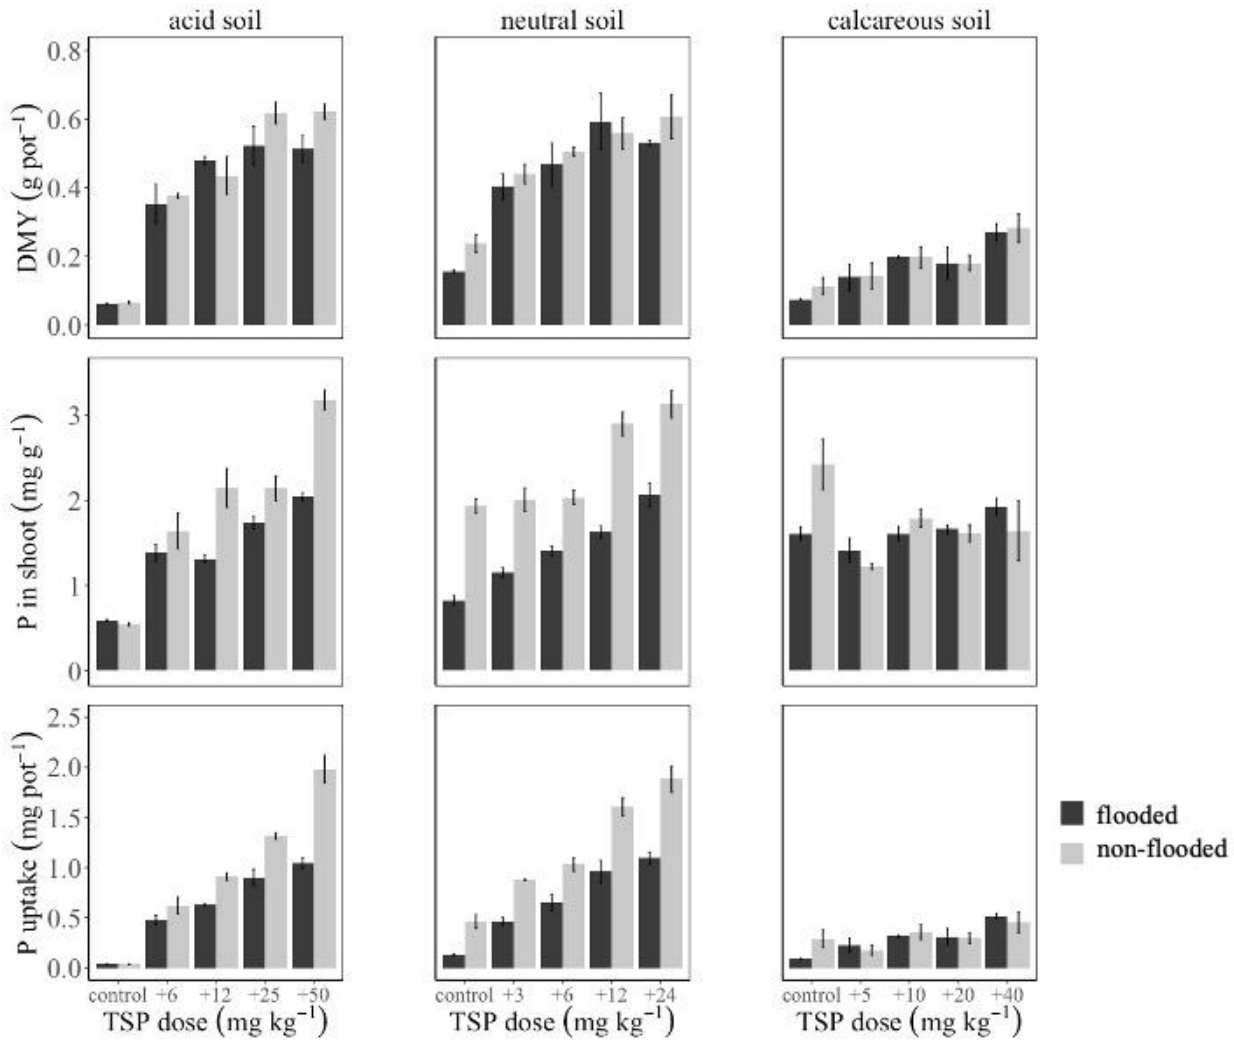 acid soil neutral soil calcareous soil
DMY (g pot⁻¹)
0.8
0.6
0.4
0.2
0.0
P in shoot (mg g⁻¹)
3
2
1
0
P uptake (mg pot⁻¹)
2.5
2.0
1.5
1.0
0.5
0.0
control +6 +12 +25 +50
TSP dose (mg kg⁻¹)
control +3 +6 +12 +24
TSP dose (mg kg⁻¹)
control +5 +10 +20 +40
TSP dose (mg kg⁻¹)
flooded
non-flooded